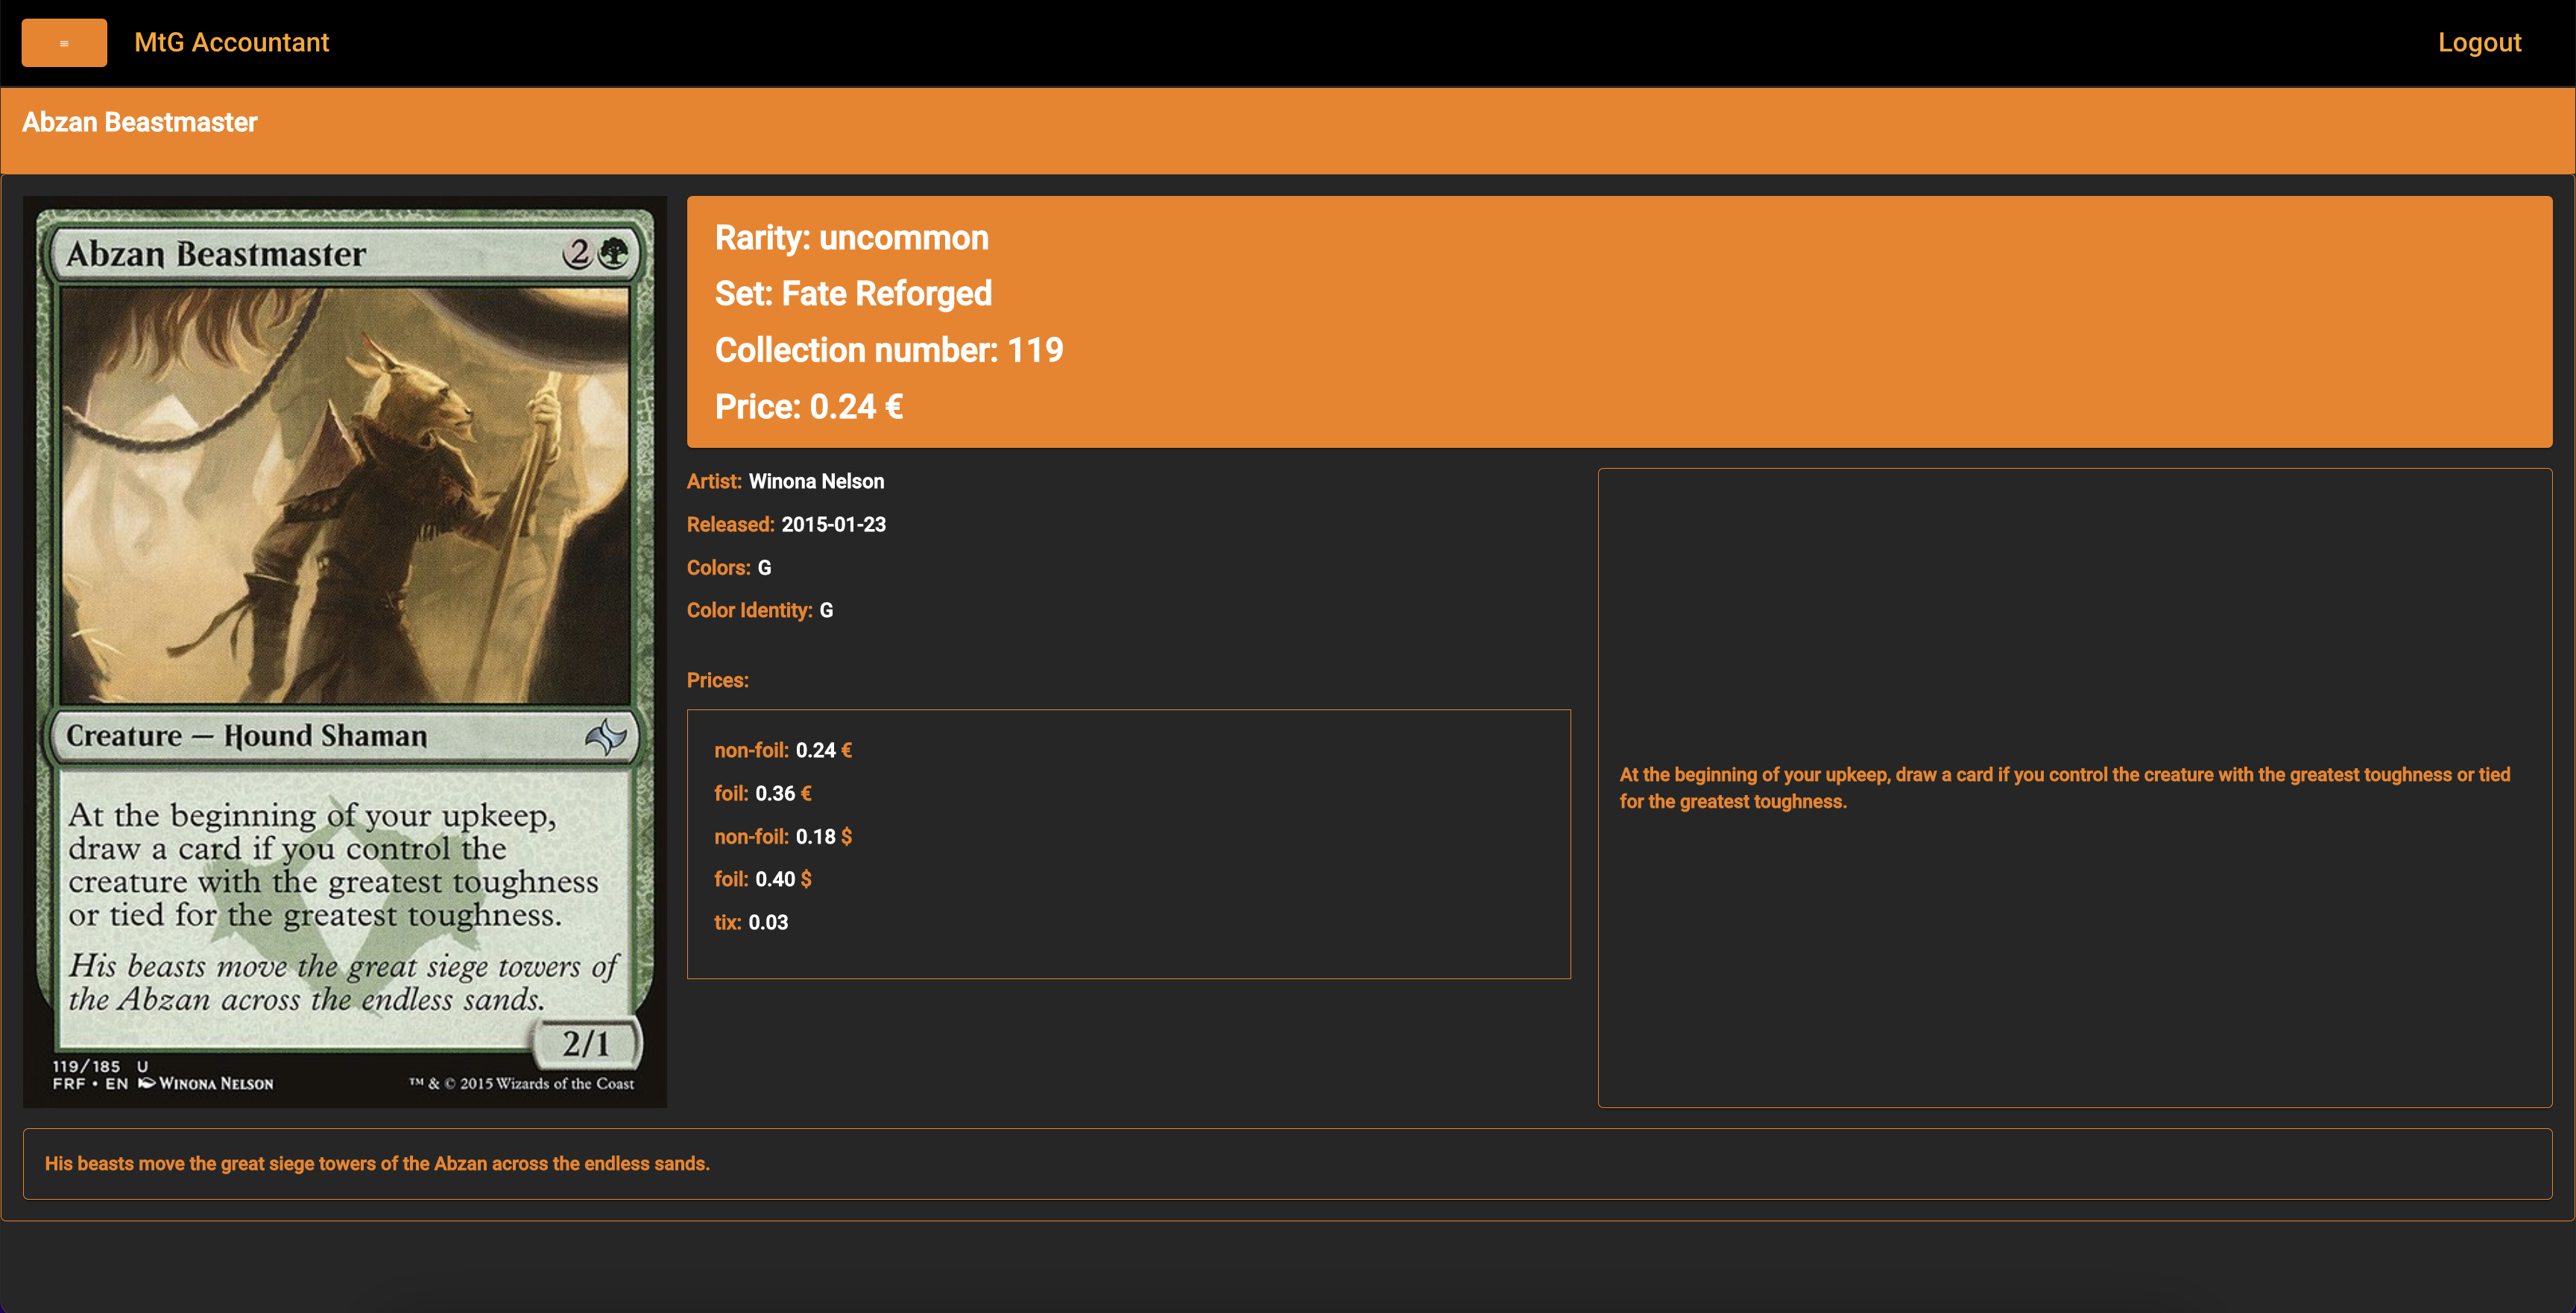 ≡ MtG Accountant Logout
Abzan Beastmaster
Abzan Beastmaster 2
Creature — Hound Shaman
At the beginning of your upkeep,
draw a card if you control the
creature with the greatest toughness
or tied for the greatest toughness.
His beasts move the great siege towers of
the Abzan across the endless sands.
2/1
119/185 U
FRF • EN Winona Nelson ™ & © 2015 Wizards of the Coast
Rarity: uncommon
Set: Fate Reforged
Collection number: 119
Price: 0.24 €
Artist: Winona Nelson
Released: 2015-01-23
Colors: G
Color Identity: G
Prices:
non-foil: 0.24 €
foil: 0.36 €
non-foil: 0.18 $
foil: 0.40 $
tix: 0.03
At the beginning of your upkeep, draw a card if you control the creature with the greatest toughness or tied
for the greatest toughness.
His beasts move the great siege towers of the Abzan across the endless sands.